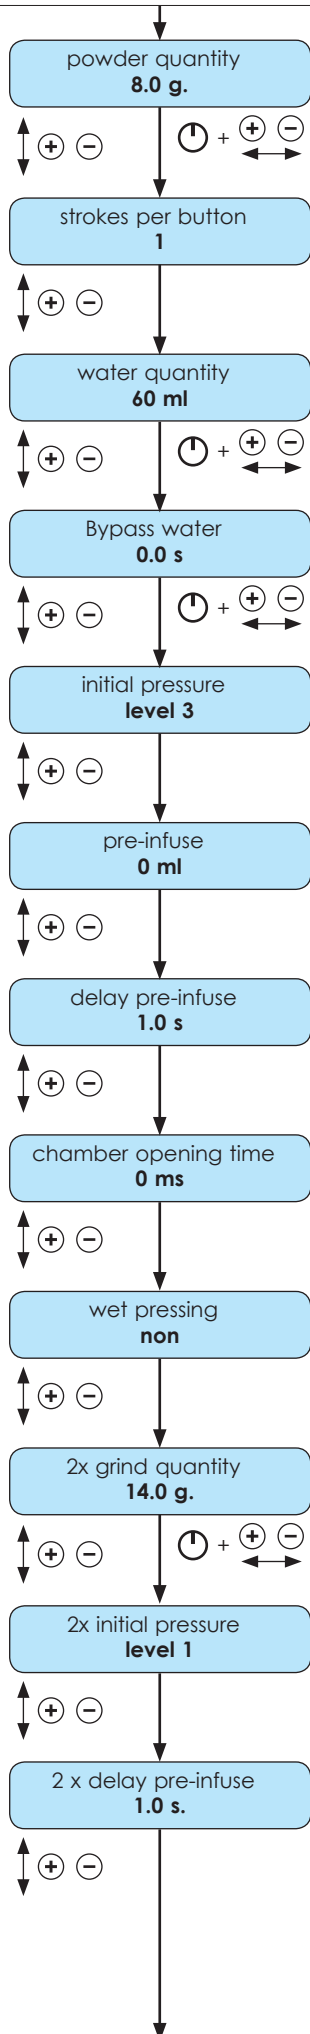 powder quantity
8.0 g.
+ − + + −
strokes per button
1
+ −
water quantity
60 ml
+ − + + −
Bypass water
0.0 s
+ − + + −
initial pressure
level 3
+ −
pre-infuse
0 ml
+ −
delay pre-infuse
1.0 s
+ −
chamber opening time
0 ms
+ −
wet pressing
non
+ −
2x grind quantity
14.0 g.
+ − + + −
2x initial pressure
level 1
+ −
2 x delay pre-infuse
1.0 s.
+ −